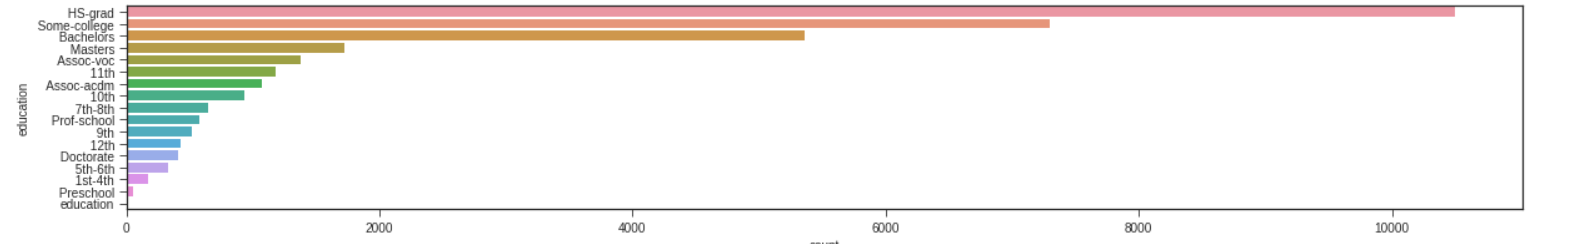 HS-grad
Some-college
Bachelors
Masters
Assoc-voc
11th
Assoc-acdm
10th
7th-8th
Prof-school
9th
12th
Doctorate
5th-6th
1st-4th
Preschool
education
education
0 2000 4000 6000 8000 10000